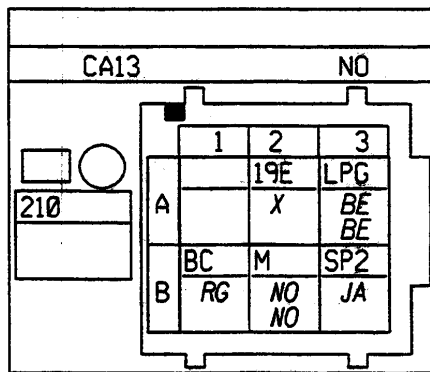 CA13 NO
1 2 3
19E LPG
210 A X BE
BE
BC M SP2
B RG NO JA
NO